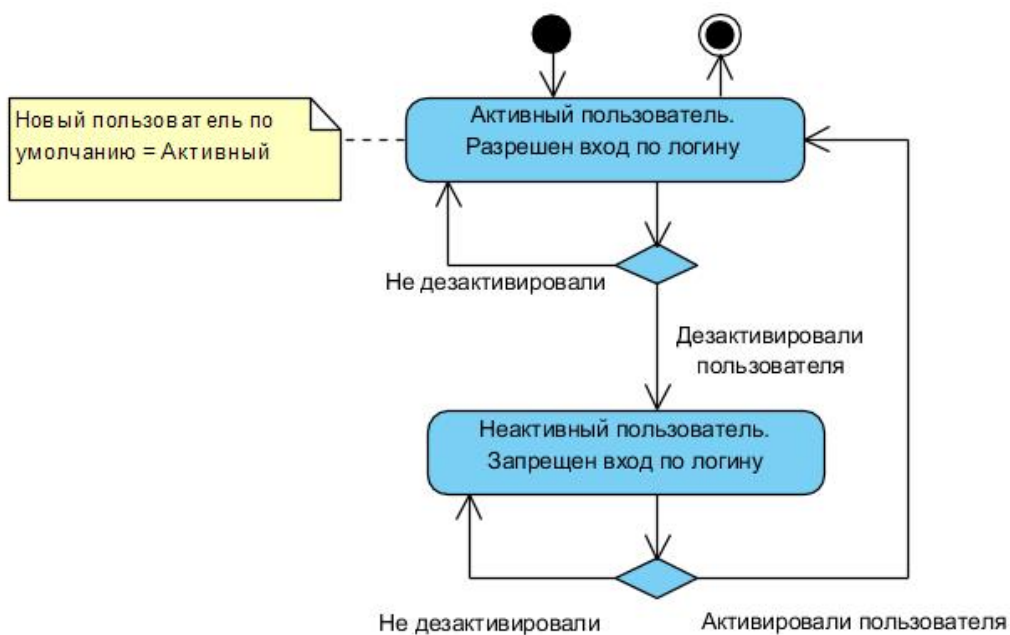 Новый пользователь по
умолчанию = Активный
Активный пользователь.
Разрешен вход по логину
Не дезактивировали
Дезактивировали
пользователя
Неактивный пользователь.
Запрещен вход по логину
Не дезактивировали
Активировали пользователя